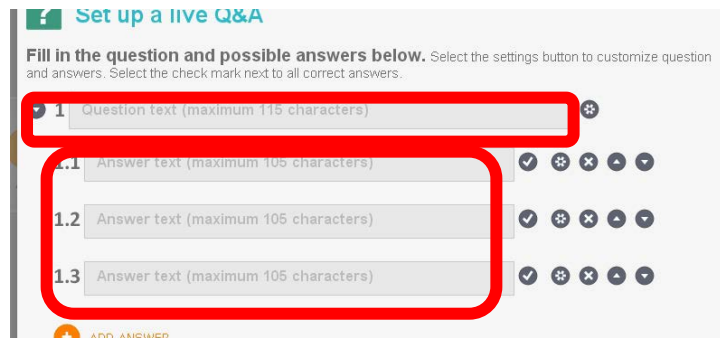 ? Set up a live Q&A
Fill in the question and possible answers below. Select the settings button to customize question
and answers. Select the check mark next to all correct answers.
1 Question text (maximum 115 characters)
1.1 Answer text (maximum 105 characters)
1.2 Answer text (maximum 105 characters)
1.3 Answer text (maximum 105 characters)
ADD ANSWER